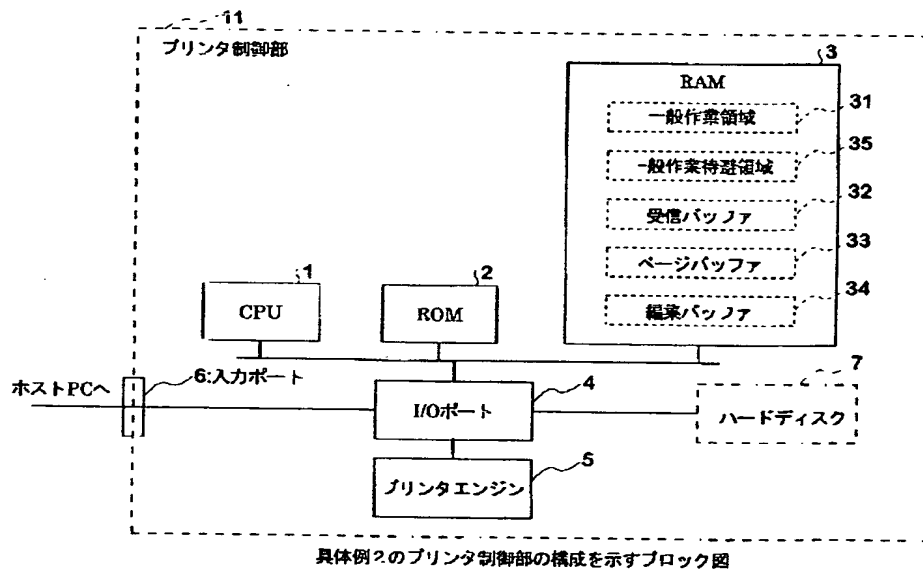 11
プリンタ制御部
3
RAM
31
一般作業領域
35
一般作業待避領域
32
受信バッファ
33
ページバッファ
34
編集バッファ
1
CPU
2
ROM
ホストPCへ
6:入力ポート
4
I/Oポート
7
ハードディスク
5
プリンタエンジン
具体例2のプリンタ制御部の構成を示すブロック図